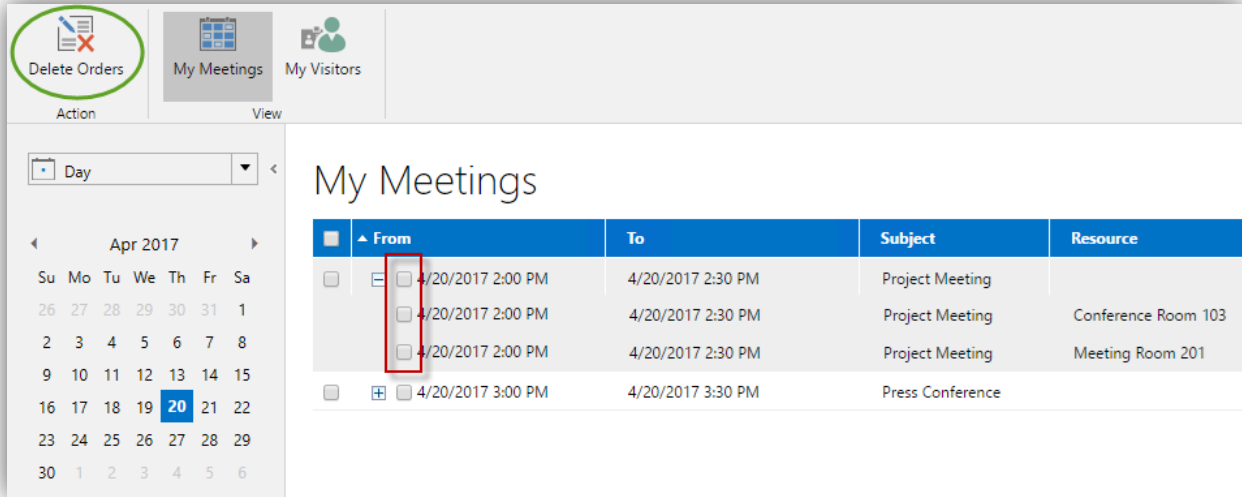 Delete Orders
My Meetings
My Visitors
Action
View
Day
My Meetings
Apr 2017
Su Mo Tu We Th Fr Sa
26 27 28 29 30 31 1
2 3 4 5 6 7 8
9 10 11 12 13 14 15
16 17 18 19 20 21 22
23 24 25 26 27 28 29
30 1 2 3 4 5 6
From To Subject Resource
4/20/2017 2:00 PM 4/20/2017 2:30 PM Project Meeting
4/20/2017 2:00 PM 4/20/2017 2:30 PM Project Meeting Conference Room 103
4/20/2017 2:00 PM 4/20/2017 2:30 PM Project Meeting Meeting Room 201
4/20/2017 3:00 PM 4/20/2017 3:30 PM Press Conference